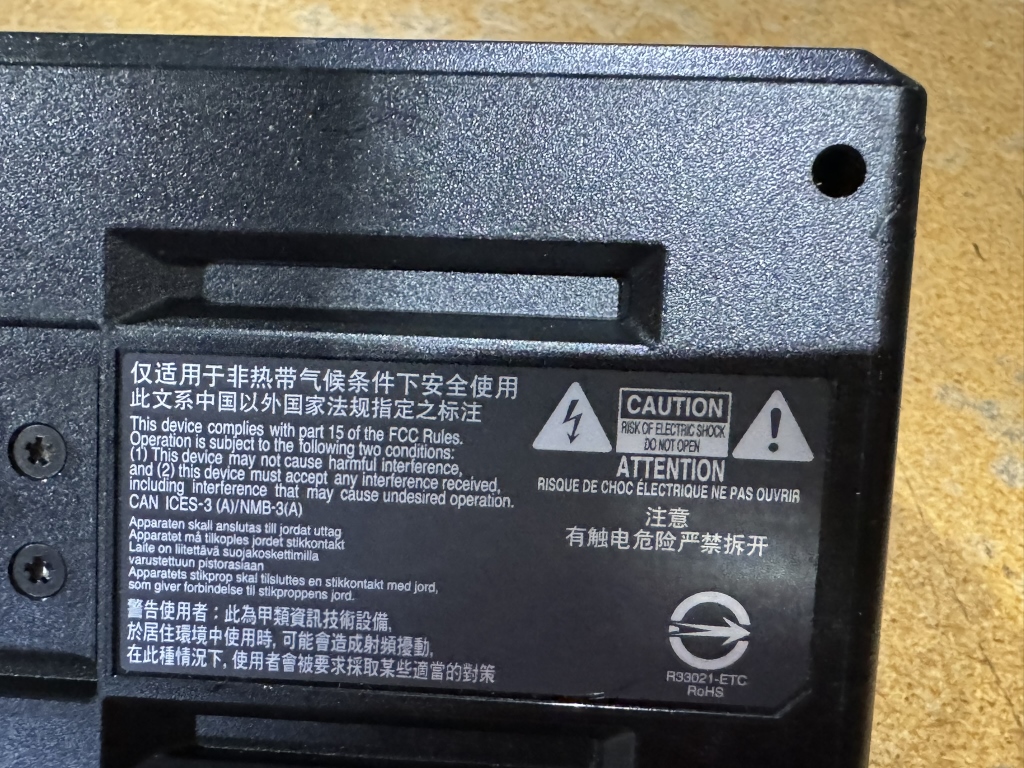 仅适用于非热带气候条件下安全使用
此文系中国以外国家法规指定之标注
This device complies with part 15 of the FCC Rules.
Operation is subject to the following two conditions:
(1) This device may not cause harmful interference,
and (2) this device must accept any interference received,
including interference that may cause undesired operation.
CAN ICES-3 (A)/NMB-3(A)
Apparaten skall anslutas till jordat uttag
Apparatet må tilkoples jordet stikkontakt
Laite on liitettävä suojakoskettimilla
varustettuun pistorasiaan
Apparatets stikprop skal tilsluttes en stikkontakt med jord,
som giver forbindelse til stikproppens jord.
警告使用者：此為甲類資訊技術設備,
於居住環境中使用時, 可能會造成射頻擾動,
在此種情況下, 使用者會被要求採取某些適當的對策
CAUTION
RISK OF ELECTRIC SHOCK
DO NOT OPEN
ATTENTION
RISQUE DE CHOC ÉLECTRIQUE NE PAS OUVRIR
注意
有触电危险严禁拆开
R33021-ETC
RoHS